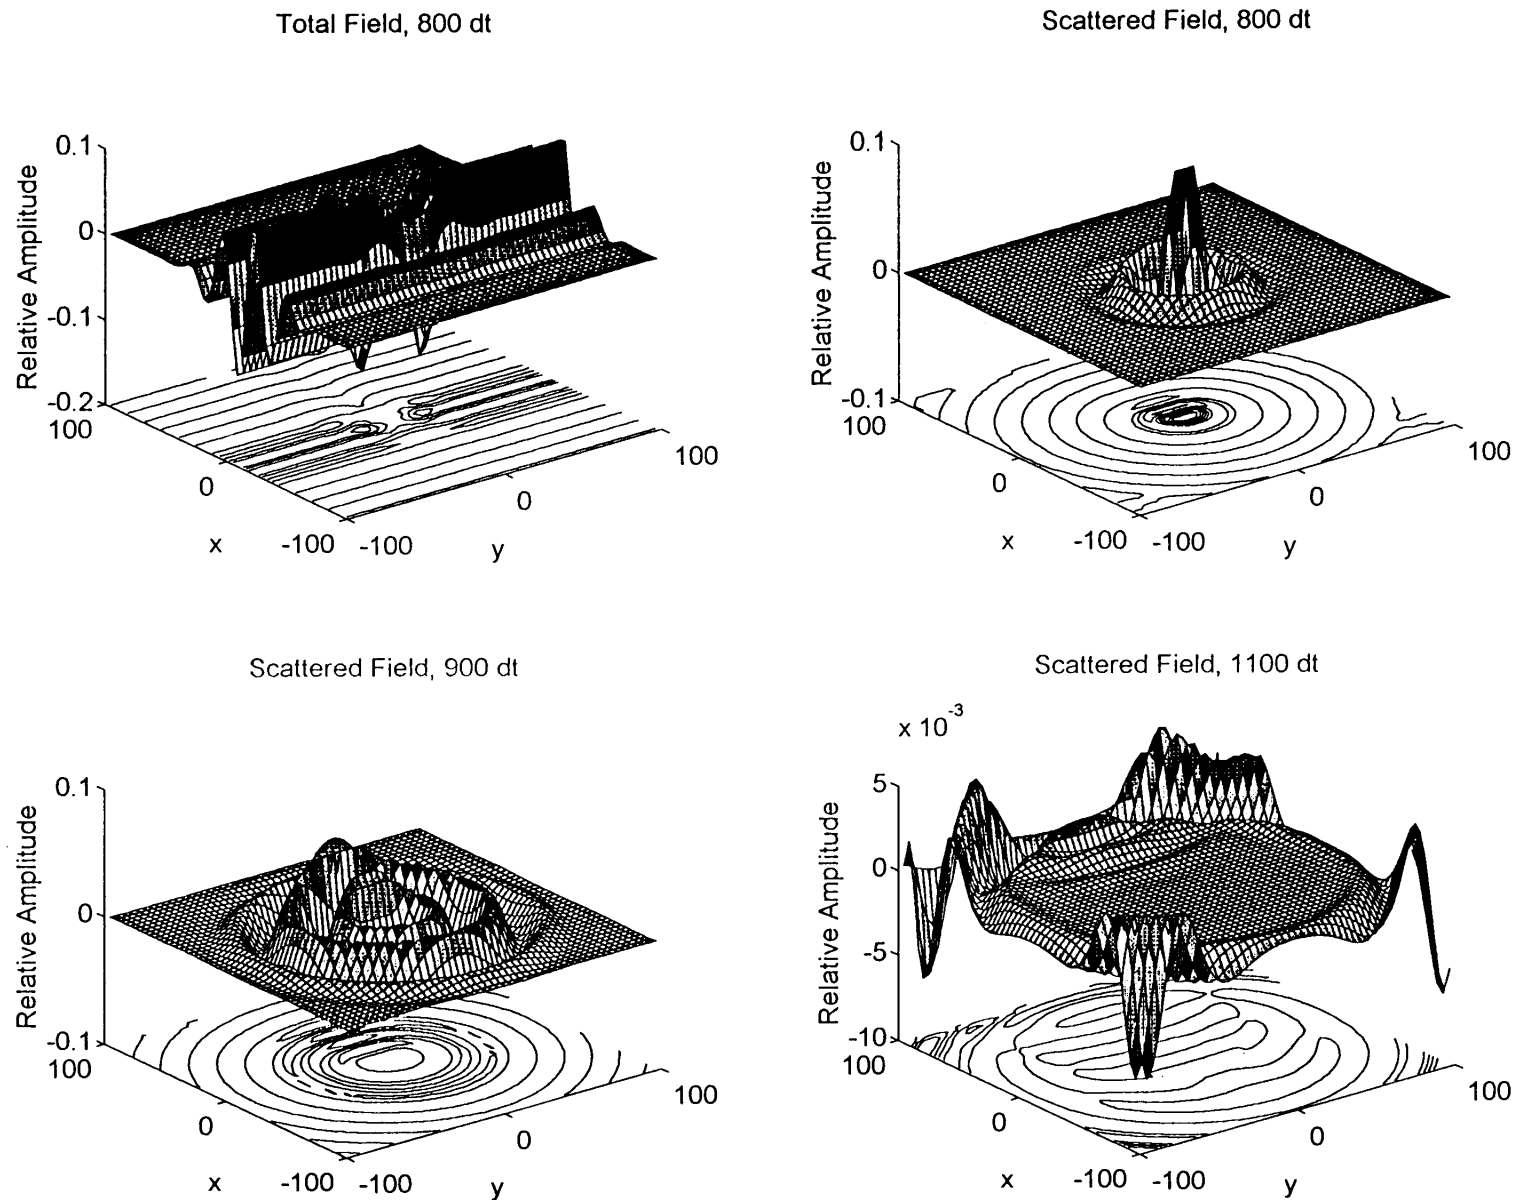 Total Field, 800 dt
Relative Amplitude
0.1
0
-0.1
-0.2
100
0
-100
x
-100
0
100
y
Scattered Field, 800 dt
Relative Amplitude
0.1
0
-0.1
100
0
-100
x
-100
0
100
y
Scattered Field, 900 dt
Relative Amplitude
0.1
0
-0.1
100
0
-100
x
-100
0
100
y
Scattered Field, 1100 dt
x 10^-3
Relative Amplitude
5
0
-5
-10
100
0
-100
x
-100
0
100
y